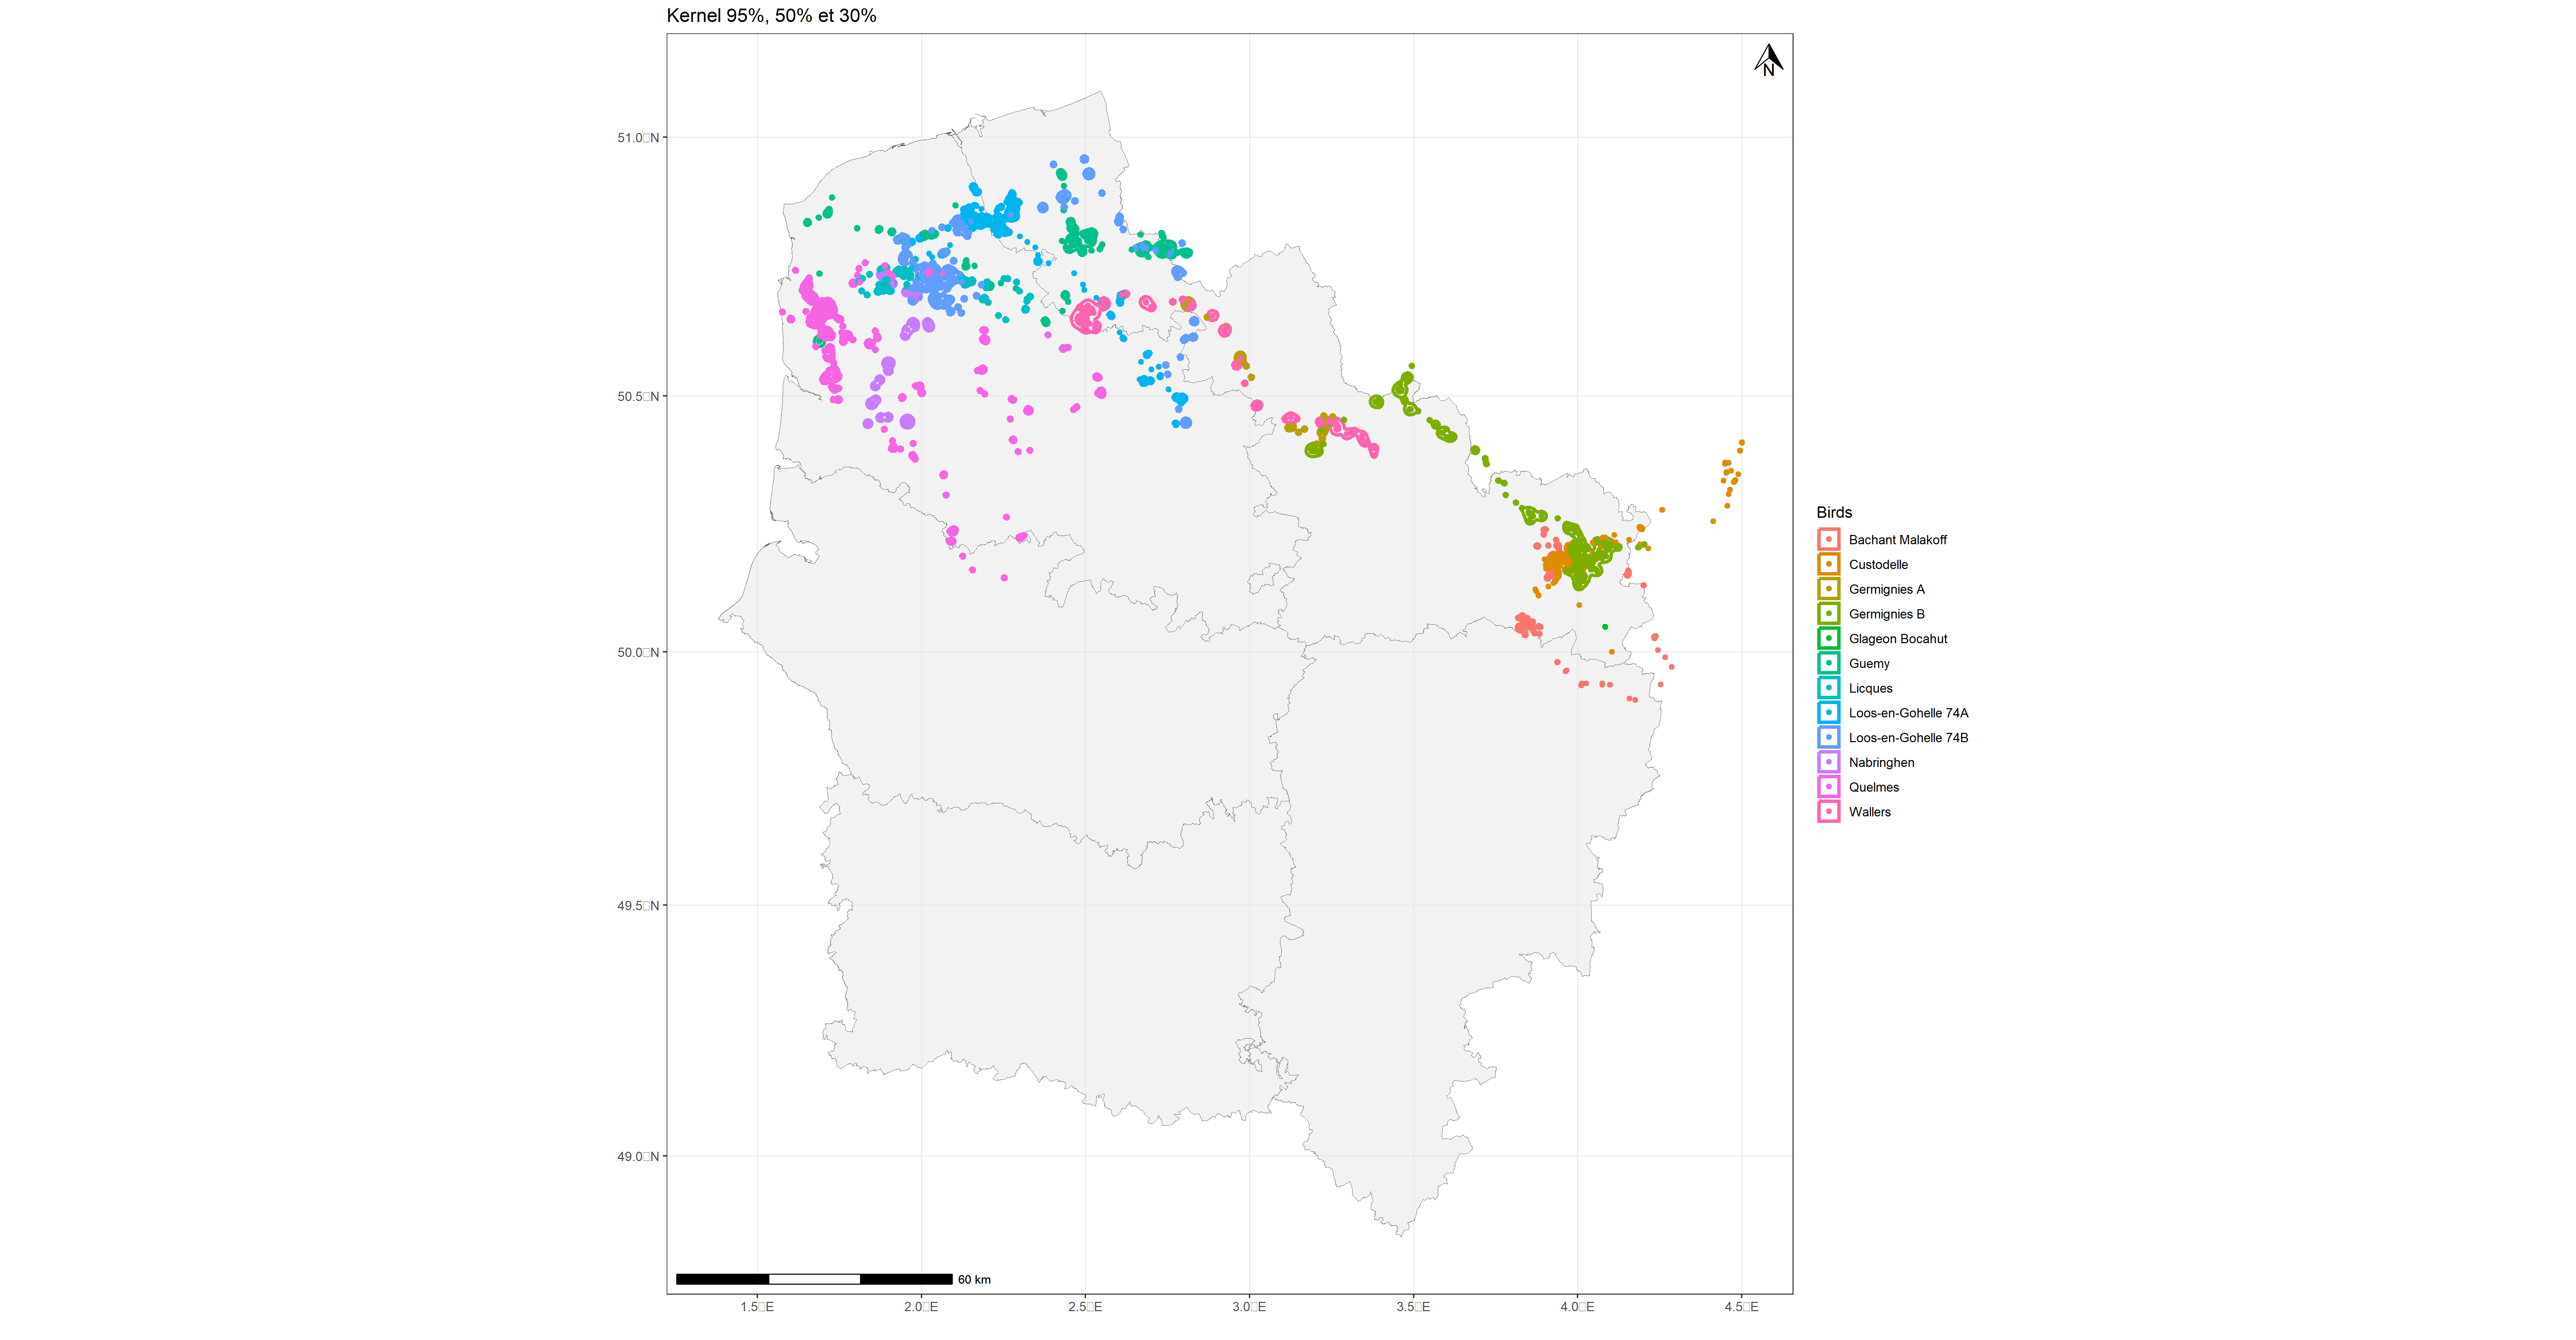 Kernel 95%, 50% et 30%
N
51.0□N
50.5□N
50.0□N
49.5□N
49.0□N
60 km
1.5□E
2.0□E
2.5□E
3.0□E
3.5□E
4.0□E
4.5□E
Birds
Bachant Malakoff
Custodelle
Germignies A
Germignies B
Glageon Bocahut
Guemy
Licques
Loos-en-Gohelle 74A
Loos-en-Gohelle 74B
Nabringhen
Quelmes
Wallers